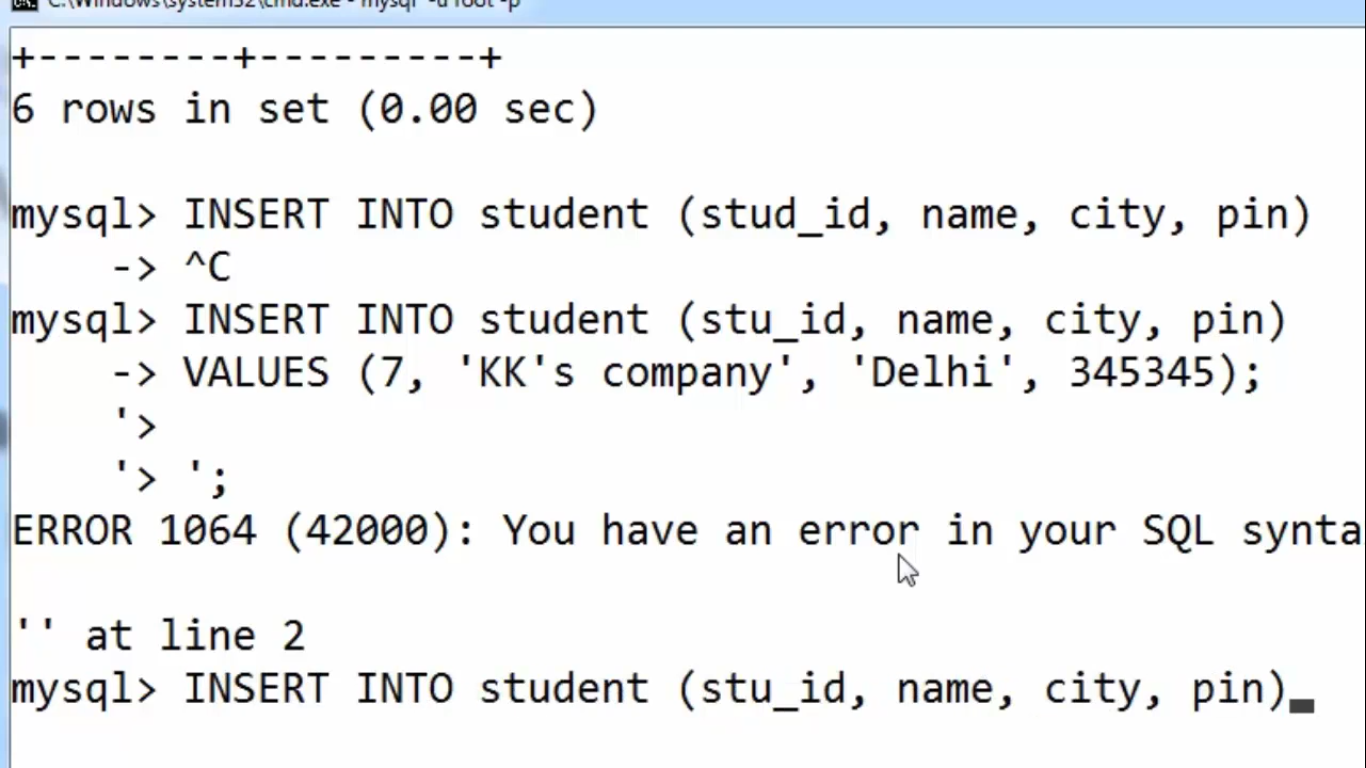 C:\Windows\system32\cmd.exe - mysql -u root -p
+--------+---------+
6 rows in set (0.00 sec)
mysql> INSERT INTO student (stud_id, name, city, pin)
-> ^C
mysql> INSERT INTO student (stu_id, name, city, pin)
-> VALUES (7, 'KK's company', 'Delhi', 345345);
'>
'> ';
ERROR 1064 (42000): You have an error in your SQL synta
'' at line 2
mysql> INSERT INTO student (stu_id, name, city, pin)